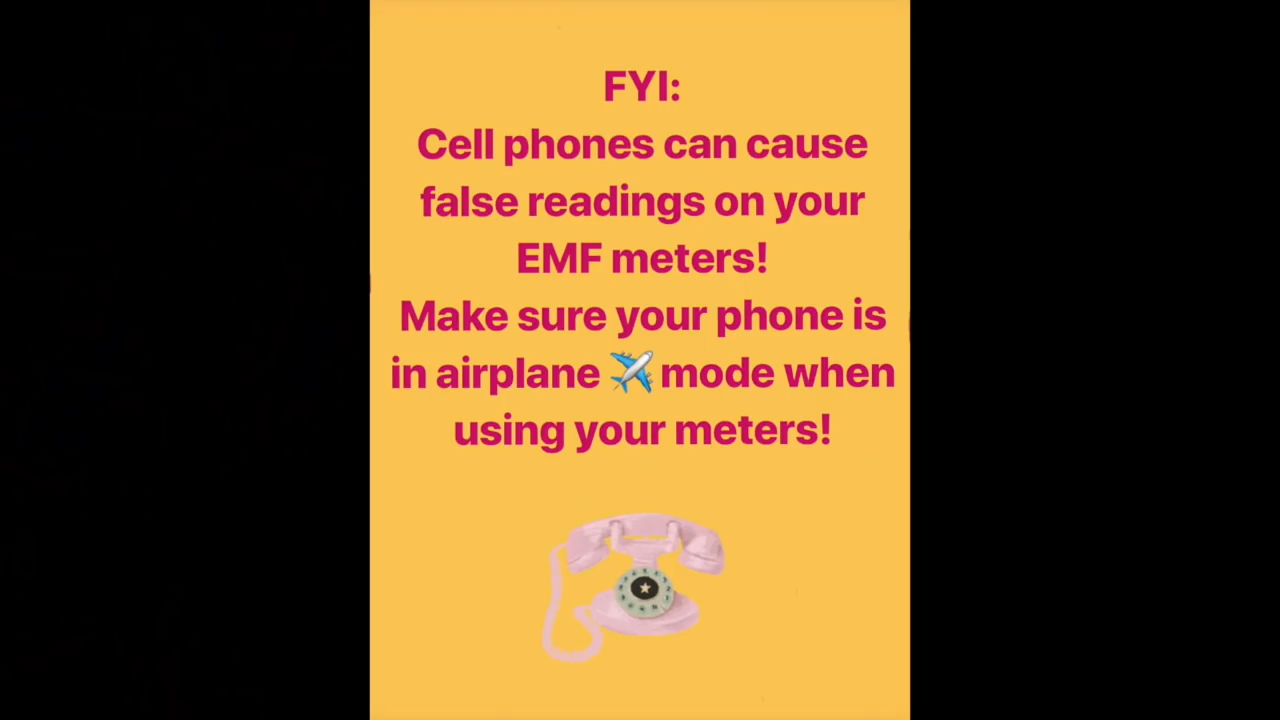 FYI:
Cell phones can cause
false readings on your
EMF meters!
Make sure your phone is
in airplane ✈️ mode when
using your meters!